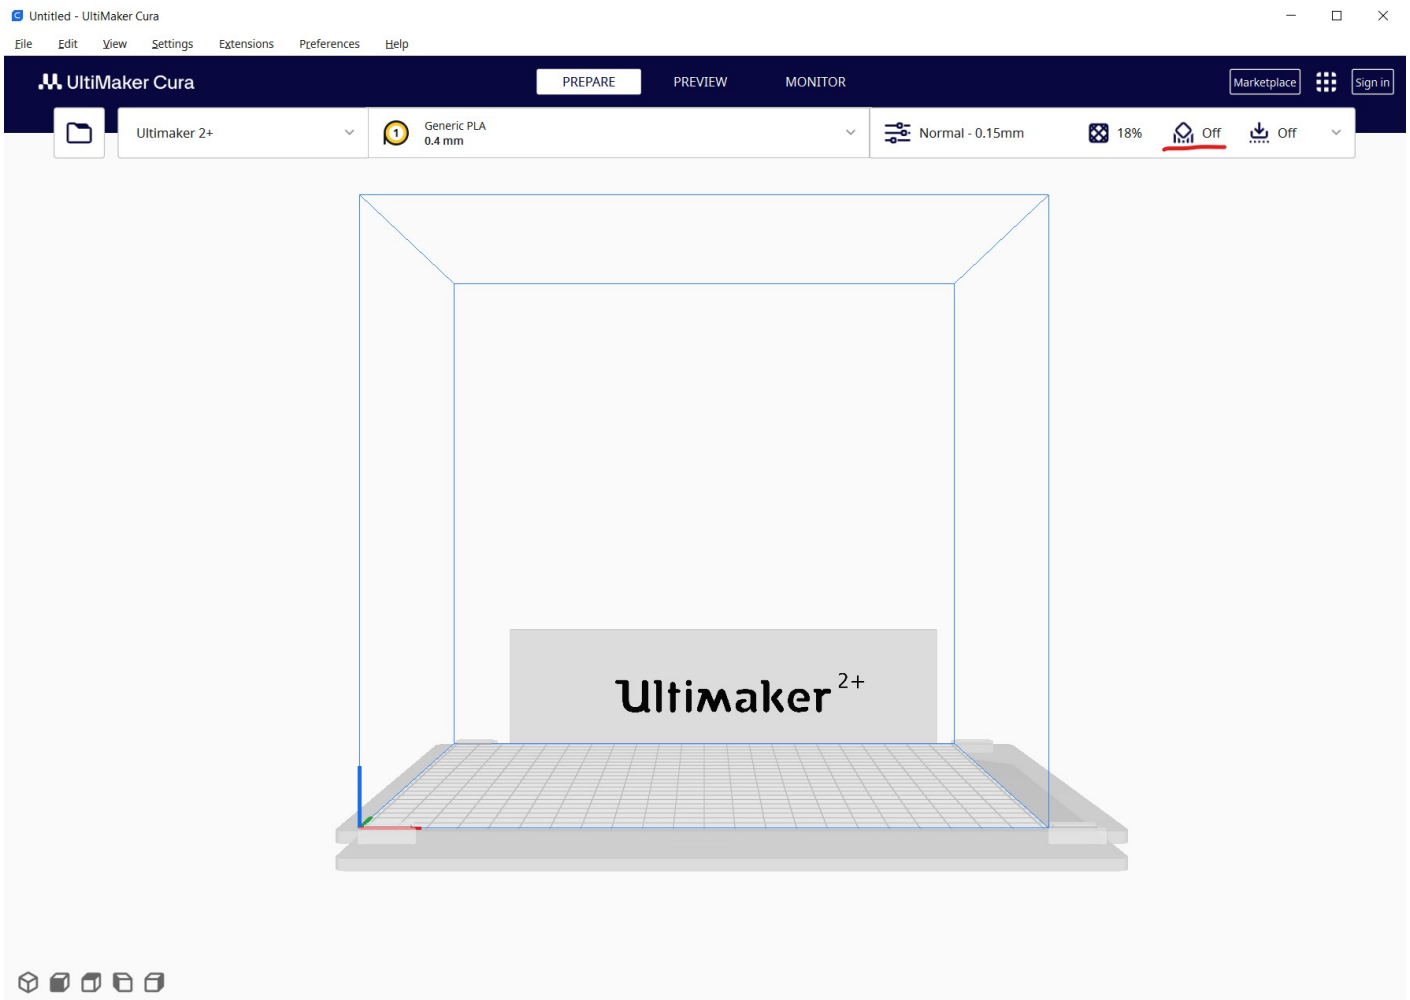 Untitled - UltiMaker Cura
File Edit View Settings Extensions Preferences Help
UltiMaker Cura PREPARE PREVIEW MONITOR Marketplace Sign in
Ultimaker 2+ 1 Generic PLA
0.4 mm Normal - 0.15mm 18% Off Off
Ultimaker 2+